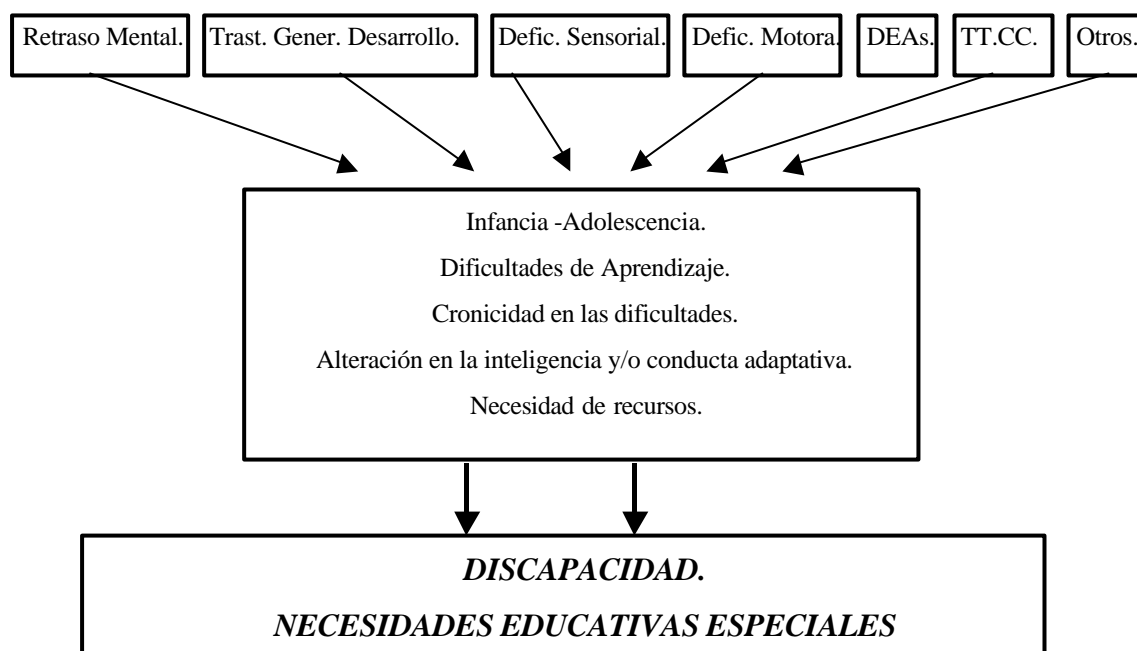 Retraso Mental. Trast. Gener. Desarrollo. Defic. Sensorial. Defic. Motora. DEAs. TT.CC. Otros.
Infancia -Adolescencia.
Dificultades de Aprendizaje.
Cronicidad en las dificultades.
Alteración en la inteligencia y/o conducta adaptativa.
Necesidad de recursos.
DISCAPACIDAD.
NECESIDADES EDUCATIVAS ESPECIALES